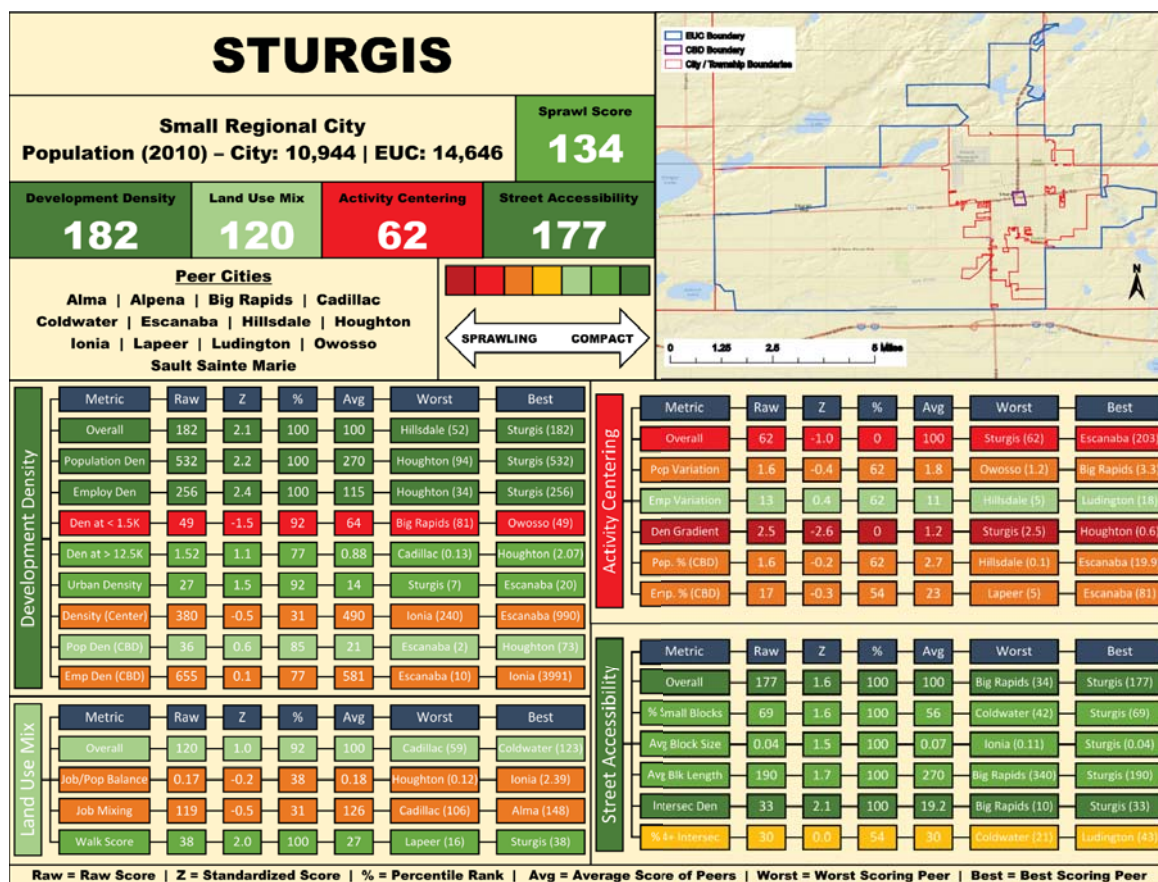 STURGIS
Small Regional City
Population (2010) – City: 10,944 | EUC: 14,646
Sprawl Score
134
Development Density
182
Land Use Mix
120
Activity Centering
62
Street Accessibility
177
Peer Cities
Alma | Alpena | Big Rapids | Cadillac
Coldwater | Escanaba | Hillsdale | Houghton
Ionia | Lapeer | Ludington | Owosso
Sault Sainte Marie
SPRAWLING COMPACT
EUC Boundary
CBD Boundary
City / Township Boundaries
N
0 1.25 2.5 5 Miles
Development Density
Metric Raw Z % Avg Worst Best
Overall 182 2.1 100 100 Hillsdale (52) Sturgis (182)
Population Den 532 2.2 100 270 Houghton (94) Sturgis (532)
Employ Den 256 2.4 100 115 Houghton (34) Sturgis (256)
Den at < 1.5K 49 -1.5 92 64 Big Rapids (81) Owosso (49)
Den at > 12.5K 1.52 1.1 77 0.88 Cadillac (0.13) Houghton (2.07)
Urban Density 27 1.5 92 14 Sturgis (7) Escanaba (20)
Density (Center) 380 -0.5 31 490 Ionia (240) Escanaba (990)
Pop Den (CBD) 36 0.6 85 21 Escanaba (2) Houghton (73)
Emp Den (CBD) 655 0.1 77 581 Escanaba (10) Ionia (3991)
Land Use Mix
Metric Raw Z % Avg Worst Best
Overall 120 1.0 92 100 Cadillac (59) Coldwater (123)
Job/Pop Balance 0.17 -0.2 38 0.18 Houghton (0.12) Ionia (2.39)
Job Mixing 119 -0.5 31 126 Cadillac (106) Alma (148)
Walk Score 38 2.0 100 27 Lapeer (16) Sturgis (38)
Activity Centering
Metric Raw Z % Avg Worst Best
Overall 62 -1.0 0 100 Sturgis (62) Escanaba (203)
Pop Variation 1.6 -0.4 62 1.8 Owosso (1.2) Big Rapids (3.3)
Emp Variation 13 0.4 62 11 Hillsdale (5) Ludington (18)
Den Gradient 2.5 -2.6 0 1.2 Sturgis (2.5) Houghton (0.6)
Pop. % (CBD) 1.6 -0.2 62 2.7 Hillsdale (0.1) Escanaba (19.9)
Emp. % (CBD) 17 -0.3 54 23 Lapeer (5) Escanaba (81)
Street Accessibility
Metric Raw Z % Avg Worst Best
Overall 177 1.6 100 100 Big Rapids (34) Sturgis (177)
% Small Blocks 69 1.6 100 56 Coldwater (42) Sturgis (69)
Avg Block Size 0.04 1.5 100 0.07 Ionia (0.11) Sturgis (0.04)
Avg Blk Length 190 1.7 100 270 Big Rapids (340) Sturgis (190)
Intersec Den 33 2.1 100 19.2 Big Rapids (10) Sturgis (33)
% 4+ Intersec 30 0.0 54 30 Coldwater (21) Ludington (43)
Raw = Raw Score | Z = Standardized Score | % = Percentile Rank | Avg = Average Score of Peers | Worst = Worst Scoring Peer | Best = Best Scoring Peer